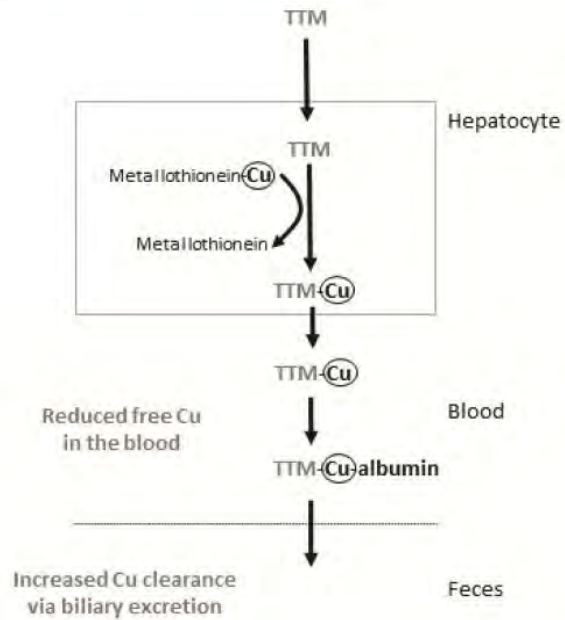 TTM
Hepatocyte
TTM
Metallothionein-Cu
Metallothionein
TTM-Cu
TTM-Cu
Reduced free Cu
in the blood
Blood
TTM-Cu-albumin
Increased Cu clearance
via biliary excretion
Feces